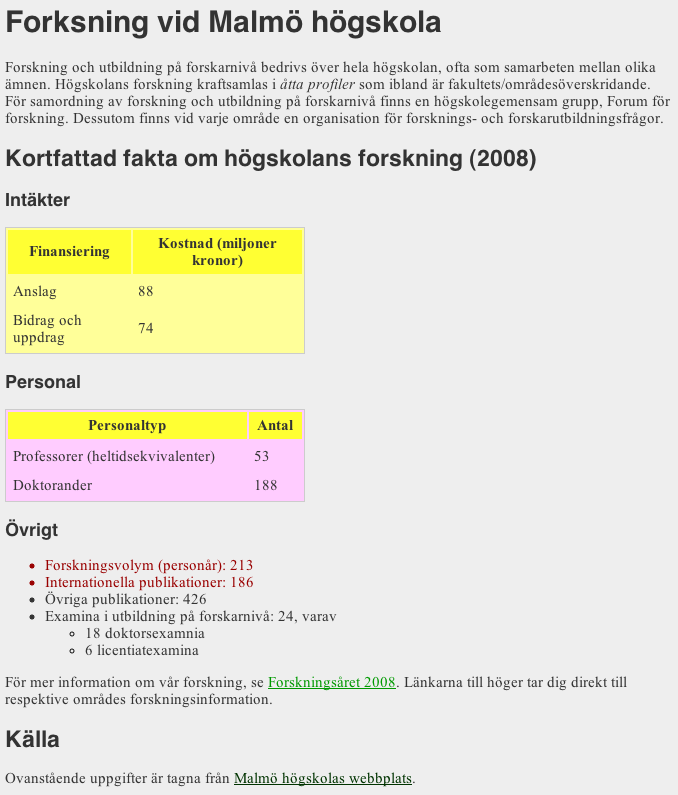 Forksning vid Malmö högskola
Forskning och utbildning på forskarnivå bedrivs över hela högskolan, ofta som samarbeten mellan olika
ämnen. Högskolans forskning kraftsamlas i åtta profiler som ibland är fakultets/områdesöverskridande.
För samordning av forskning och utbildning på forskarnivå finns en högskolegemensam grupp, Forum för
forskning. Dessutom finns vid varje område en organisation för forsknings- och forskarutbildningsfrågor.
Kortfattad fakta om högskolans forskning (2008)
Intäkter
Finansiering Kostnad (miljoner
kronor)
Anslag 88
Bidrag och
uppdrag 74
Personal
Personaltyp Antal
Professorer (heltidsekvivalenter) 53
Doktorander 188
Övrigt
Forskningsvolym (personår): 213
Internationella publikationer: 186
Övriga publikationer: 426
Examina i utbildning på forskarnivå: 24, varav
18 doktorsexamnia
6 licentiatexamina
För mer information om vår forskning, se Forskningsåret 2008. Länkarna till höger tar dig direkt till
respektive områdes forskningsinformation.
Källa
Ovanstående uppgifter är tagna från Malmö högskolas webbplats.